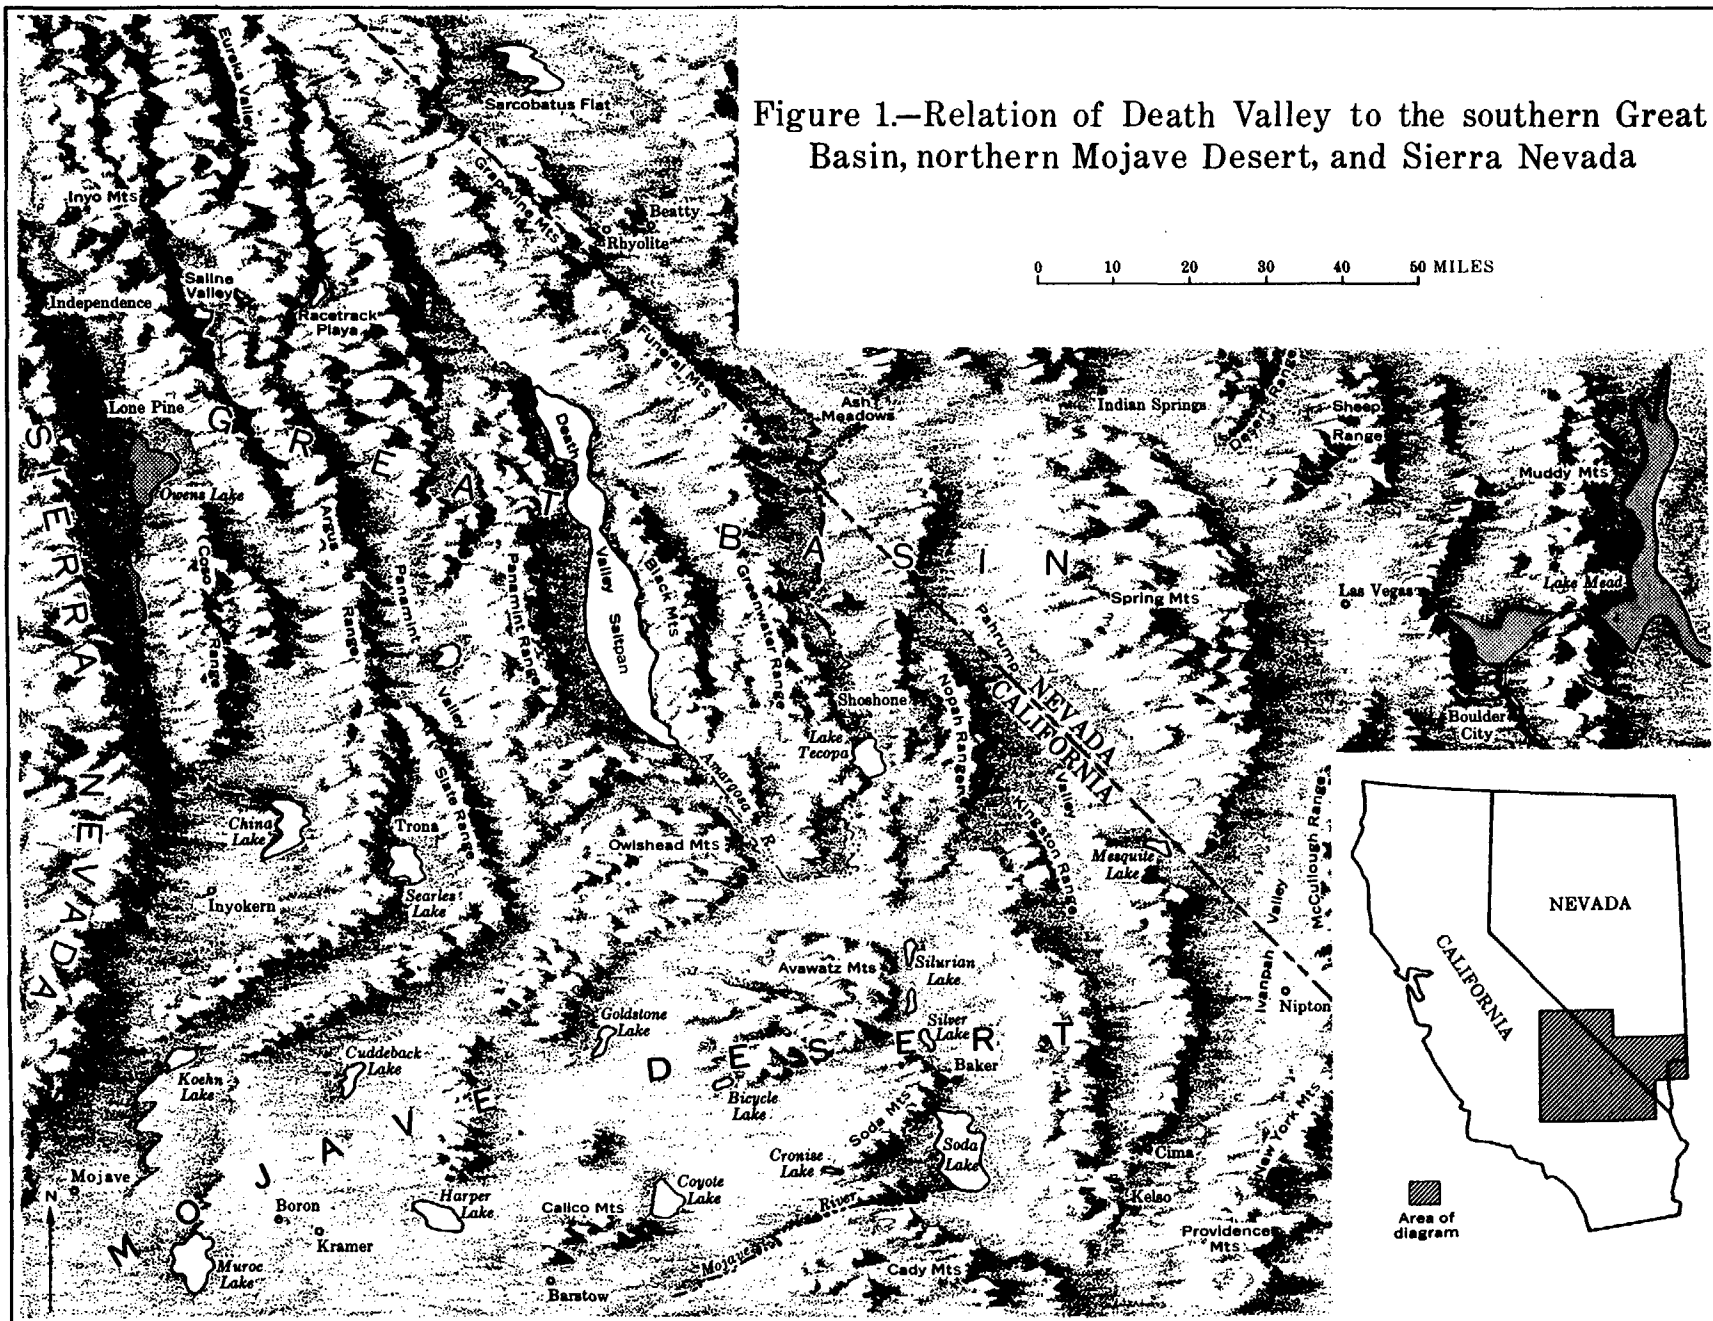 Figure 1.—Relation of Death Valley to the southern Great
Basin, northern Mojave Desert, and Sierra Nevada
0 10 20 30 40 50 MILES
Eureka Valley
Sarcobatus Flat
Grapevine Mts
Inyo Mts
Beatty
Rhyolite
Saline
Valley
Independence
Racetrack
Playa
Funeral Mts
Lone Pine
Ash
Meadows
Indian Springs
Desert Range
Sheep
Range
Muddy Mts
Owens Lake
SIERRA NEVADA
GREAT BASIN
Death Valley Saltpan
Coso Range
Argus Range
Panamint Valley
Panamint Range
Black Mts
Greenwater Range
Spring Mts
Las Vegas
Lake Mead
Pahrump Valley
NEVADA
CALIFORNIA
Shoshone
Nopah Range
Boulder
City
Lake
Tecopa
Amargosa R
Slate Range
Kingston Range
McCullough Range
China
Lake
Trona
Owlshead Mts
Mesquite
Lake
Searles
Lake
Inyokern
Ivanpah Valley
Avawatz Mts
Silurian
Lake
Nipton
Goldstone
Lake
Silver
Lake
MOJAVE DESERT
Cuddeback
Lake
Koehn
Lake
Baker
Bicycle
Lake
Soda Mts
New York Mts
Cronise
Lake
Soda
Lake
Cima
Mojave
N
Boron
Harper
Lake
Coyote
Lake
Calico Mts
Kelso
Mojave River
Kramer
Providence
Mts
Muroc
Lake
Cady Mts
Barstow
NEVADA
CALIFORNIA
Area of
diagram